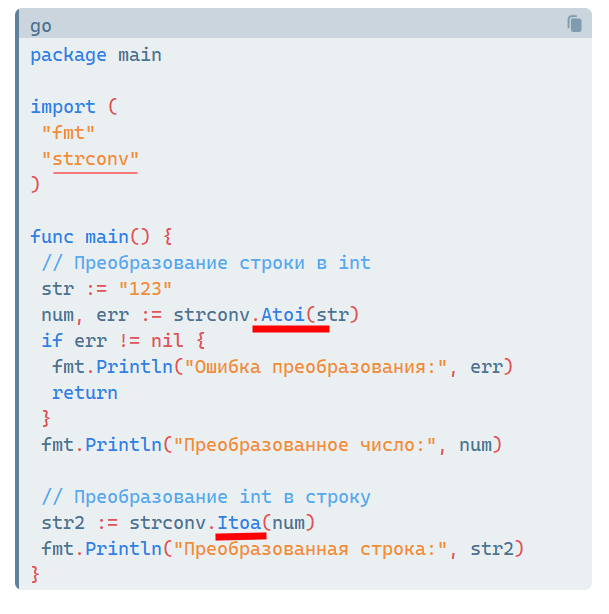 go
package main
import (
"fmt"
"strconv"
)
func main() {
// Преобразование строки в int
str := "123"
num, err := strconv.Atoi(str)
if err != nil {
fmt.Println("Ошибка преобразования:", err)
return
}
fmt.Println("Преобразованное число:", num)
// Преобразование int в строку
str2 := strconv.Itoa(num)
fmt.Println("Преобразованная строка:", str2)
}